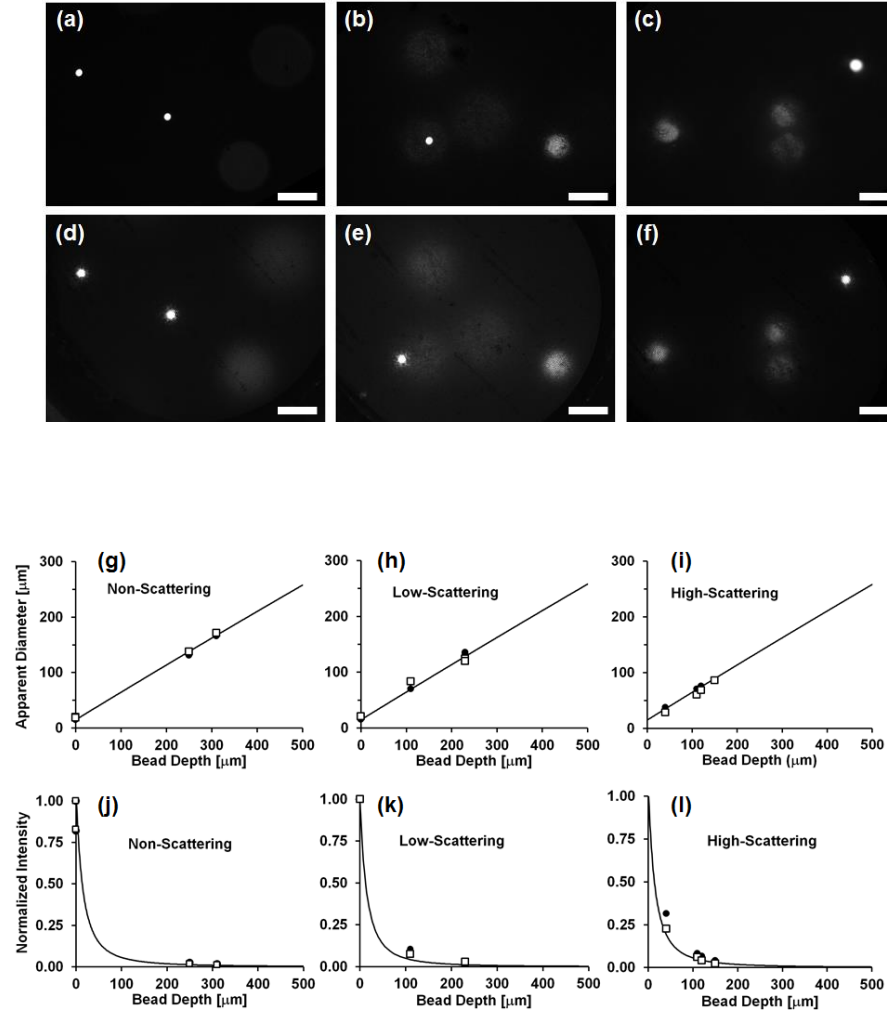 (a) (b) (c)
(d) (e) (f)
(g) (h) (i)
Non-Scattering Low-Scattering High-Scattering
Apparent Diameter [μm]
300 300 300
200 200 200
100 100 100
0 0 0
0 100 200 300 400 500 0 100 200 300 400 500 0 100 200 300 400 500
Bead Depth [μm] Bead Depth [μm] Bead Depth (μm)
(j) (k) (l)
Non-Scattering Low-Scattering High-Scattering
Normalized Intensity
1.00 1.00 1.00
0.75 0.75 0.75
0.50 0.50 0.50
0.25 0.25 0.25
0.00 0.00 0.00
0 100 200 300 400 500 0 100 200 300 400 500 0 100 200 300 400 500
Bead Depth [μm] Bead Depth [μm] Bead Depth [μm]